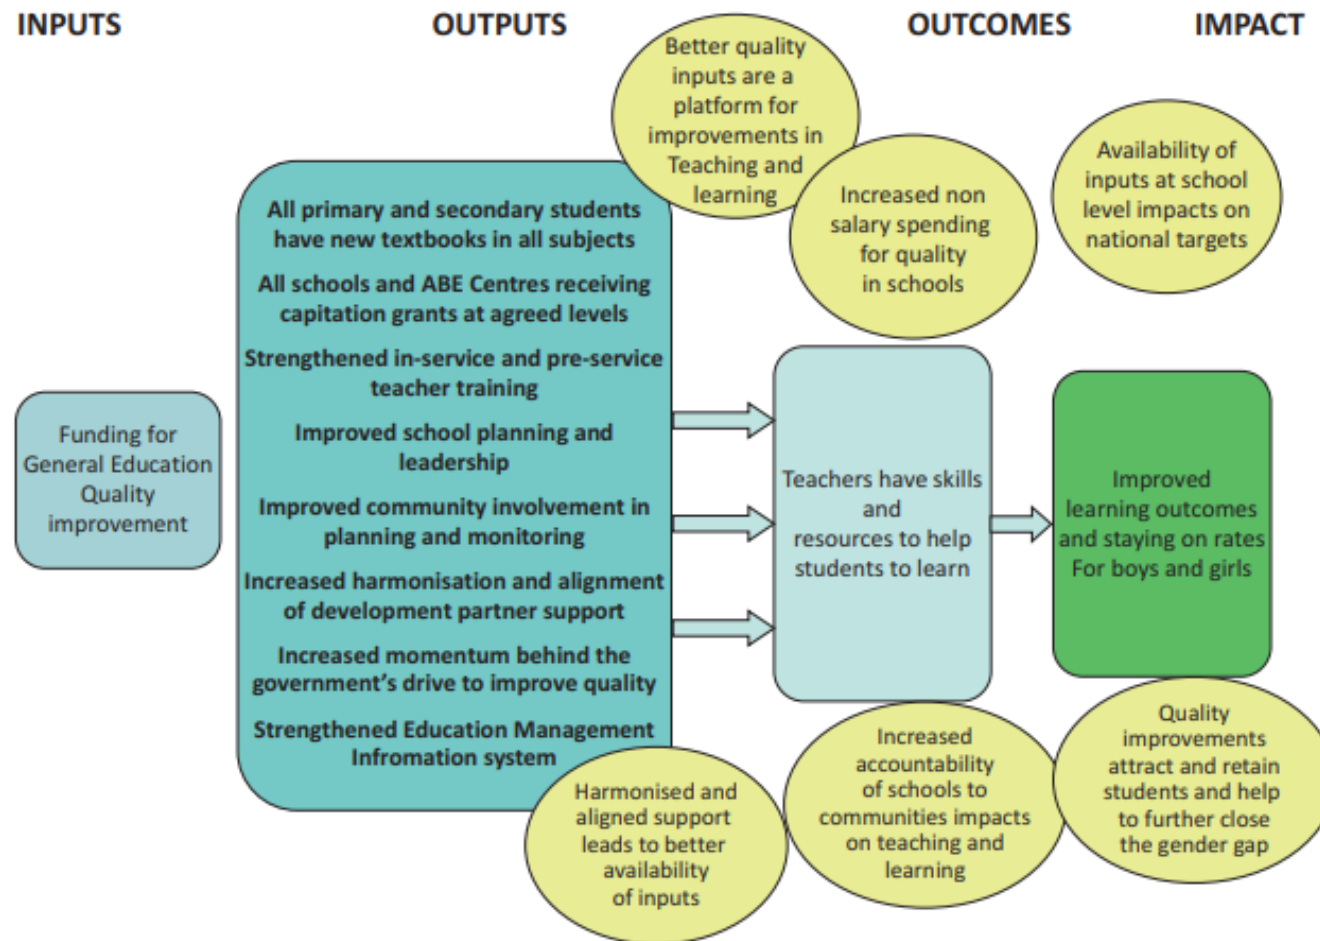 INPUTS
OUTPUTS
OUTCOMES
IMPACT
Funding for
General Education
Quality
improvement
All primary and secondary students
have new textbooks in all subjects
All schools and ABE Centres receiving
capitation grants at agreed levels
Strengthened in-service and pre-service
teacher training
Improved school planning and
leadership
Improved community involvement in
planning and monitoring
Increased harmonisation and alignment
of development partner support
Increased momentum behind the
government's drive to improve quality
Strengthened Education Management
Infromation system
Better quality
inputs are a
platform for
improvements in
Teaching and
learning
Increased non
salary spending
for quality
in schools
Availability of
inputs at school
level impacts on
national targets
Teachers have skills
and
resources to help
students to learn
Improved
learning outcomes
and staying on rates
For boys and girls
Harmonised and
aligned support
leads to better
availability
of inputs
Increased
accountability
of schools to
communities impacts
on teaching and
learning
Quality
improvements
attract and retain
students and help
to further close
the gender gap